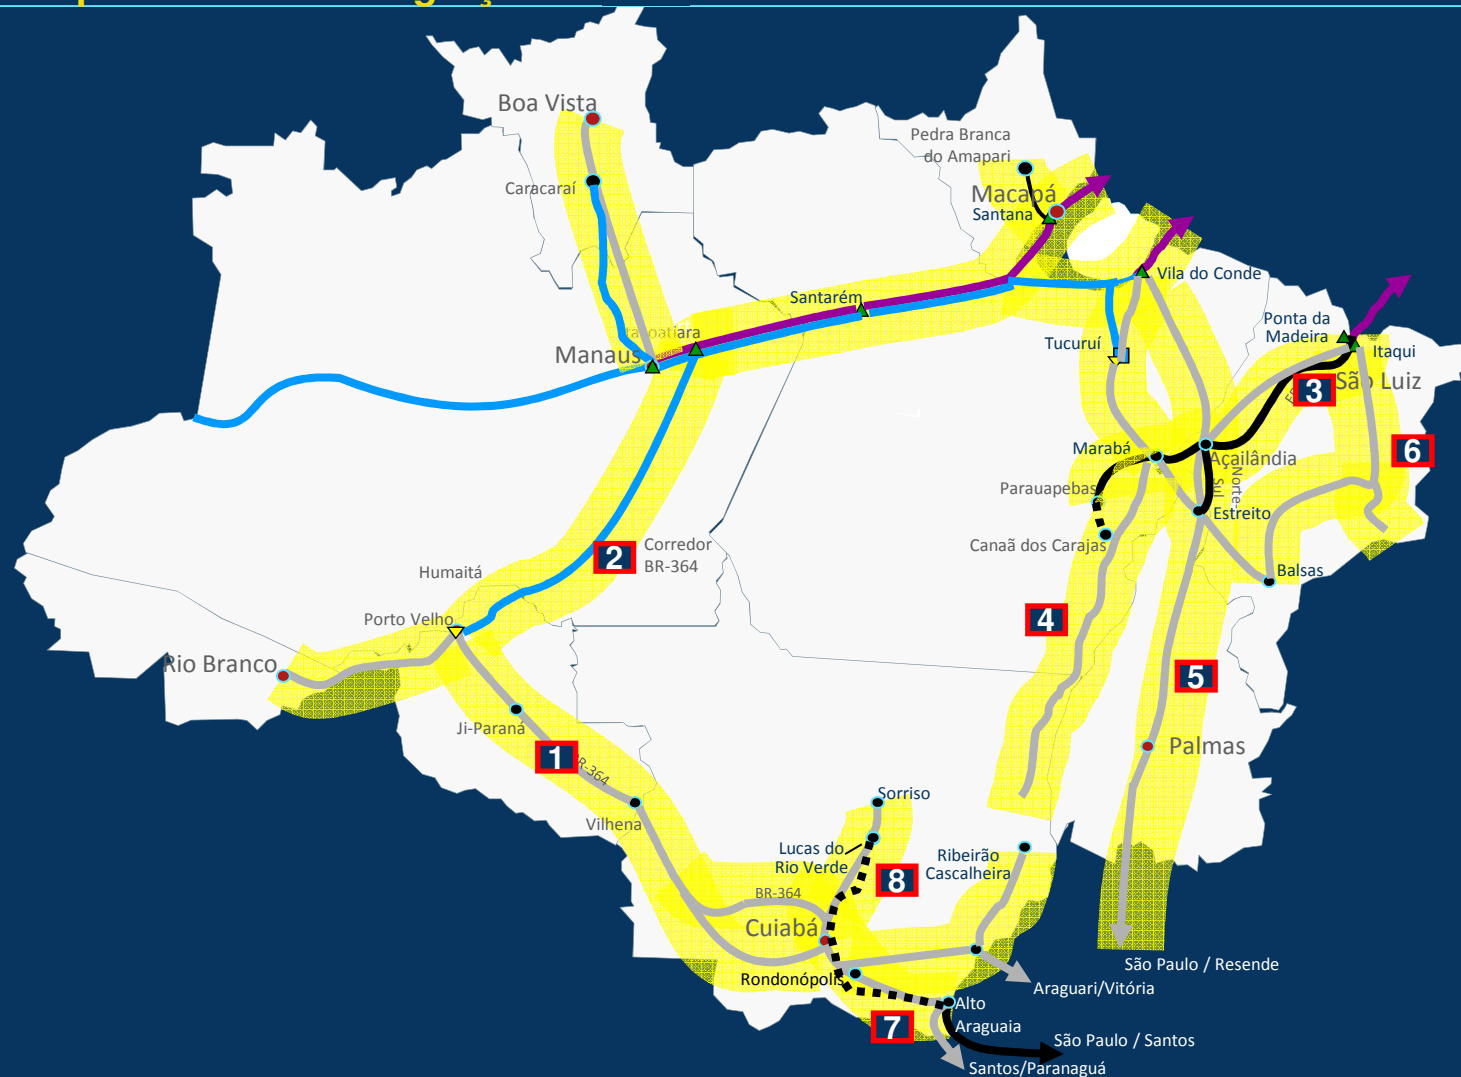 Boa Vista
Pedra Branca
do Amapari
Caracaraí
Macapá
Santana
Vila do Conde
Santarém
Ponta da
Madeira
Itaqui
Tucuruí
Manaus
São Luiz
3
6
Marabá
Açailândia
Norte-
Sul
Parauapebas
Estreito
Canaã dos Carajas
Corredor
BR-364
2
Humaitá
Balsas
Porto Velho
4
Rio Branco
5
Ji-Paraná
Palmas
1
BR-364
Sorriso
Vilhena
Lucas do
Rio Verde
Ribeirão
Cascalheira
8
BR-364
Cuiabá
São Paulo / Resende
Rondonópolis
Araguari/Vitória
Alto
Araguaia
7
São Paulo / Santos
Santos/Paranaguá